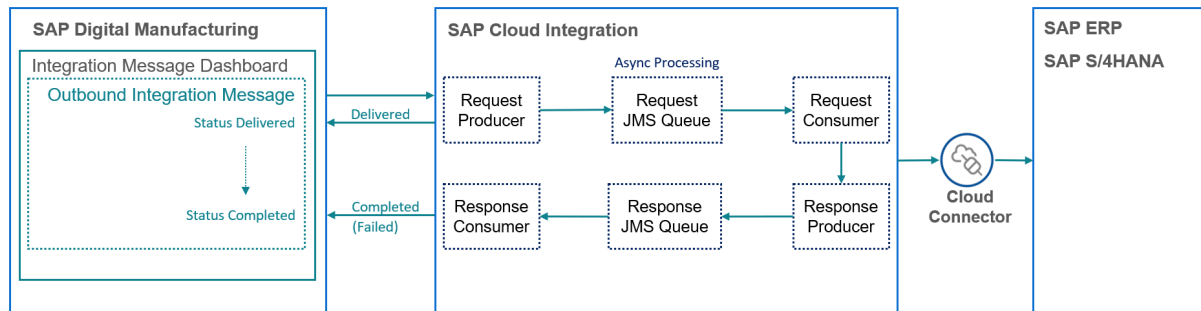 SAP Digital Manufacturing
Integration Message Dashboard
Outbound Integration Message
Status Delivered
Status Completed
Delivered
Completed
(Failed)
SAP Cloud Integration
Async Processing
Request
Producer
Request
JMS Queue
Request
Consumer
Response
Consumer
Response
JMS Queue
Response
Producer
Cloud
Connector
SAP ERP
SAP S/4HANA